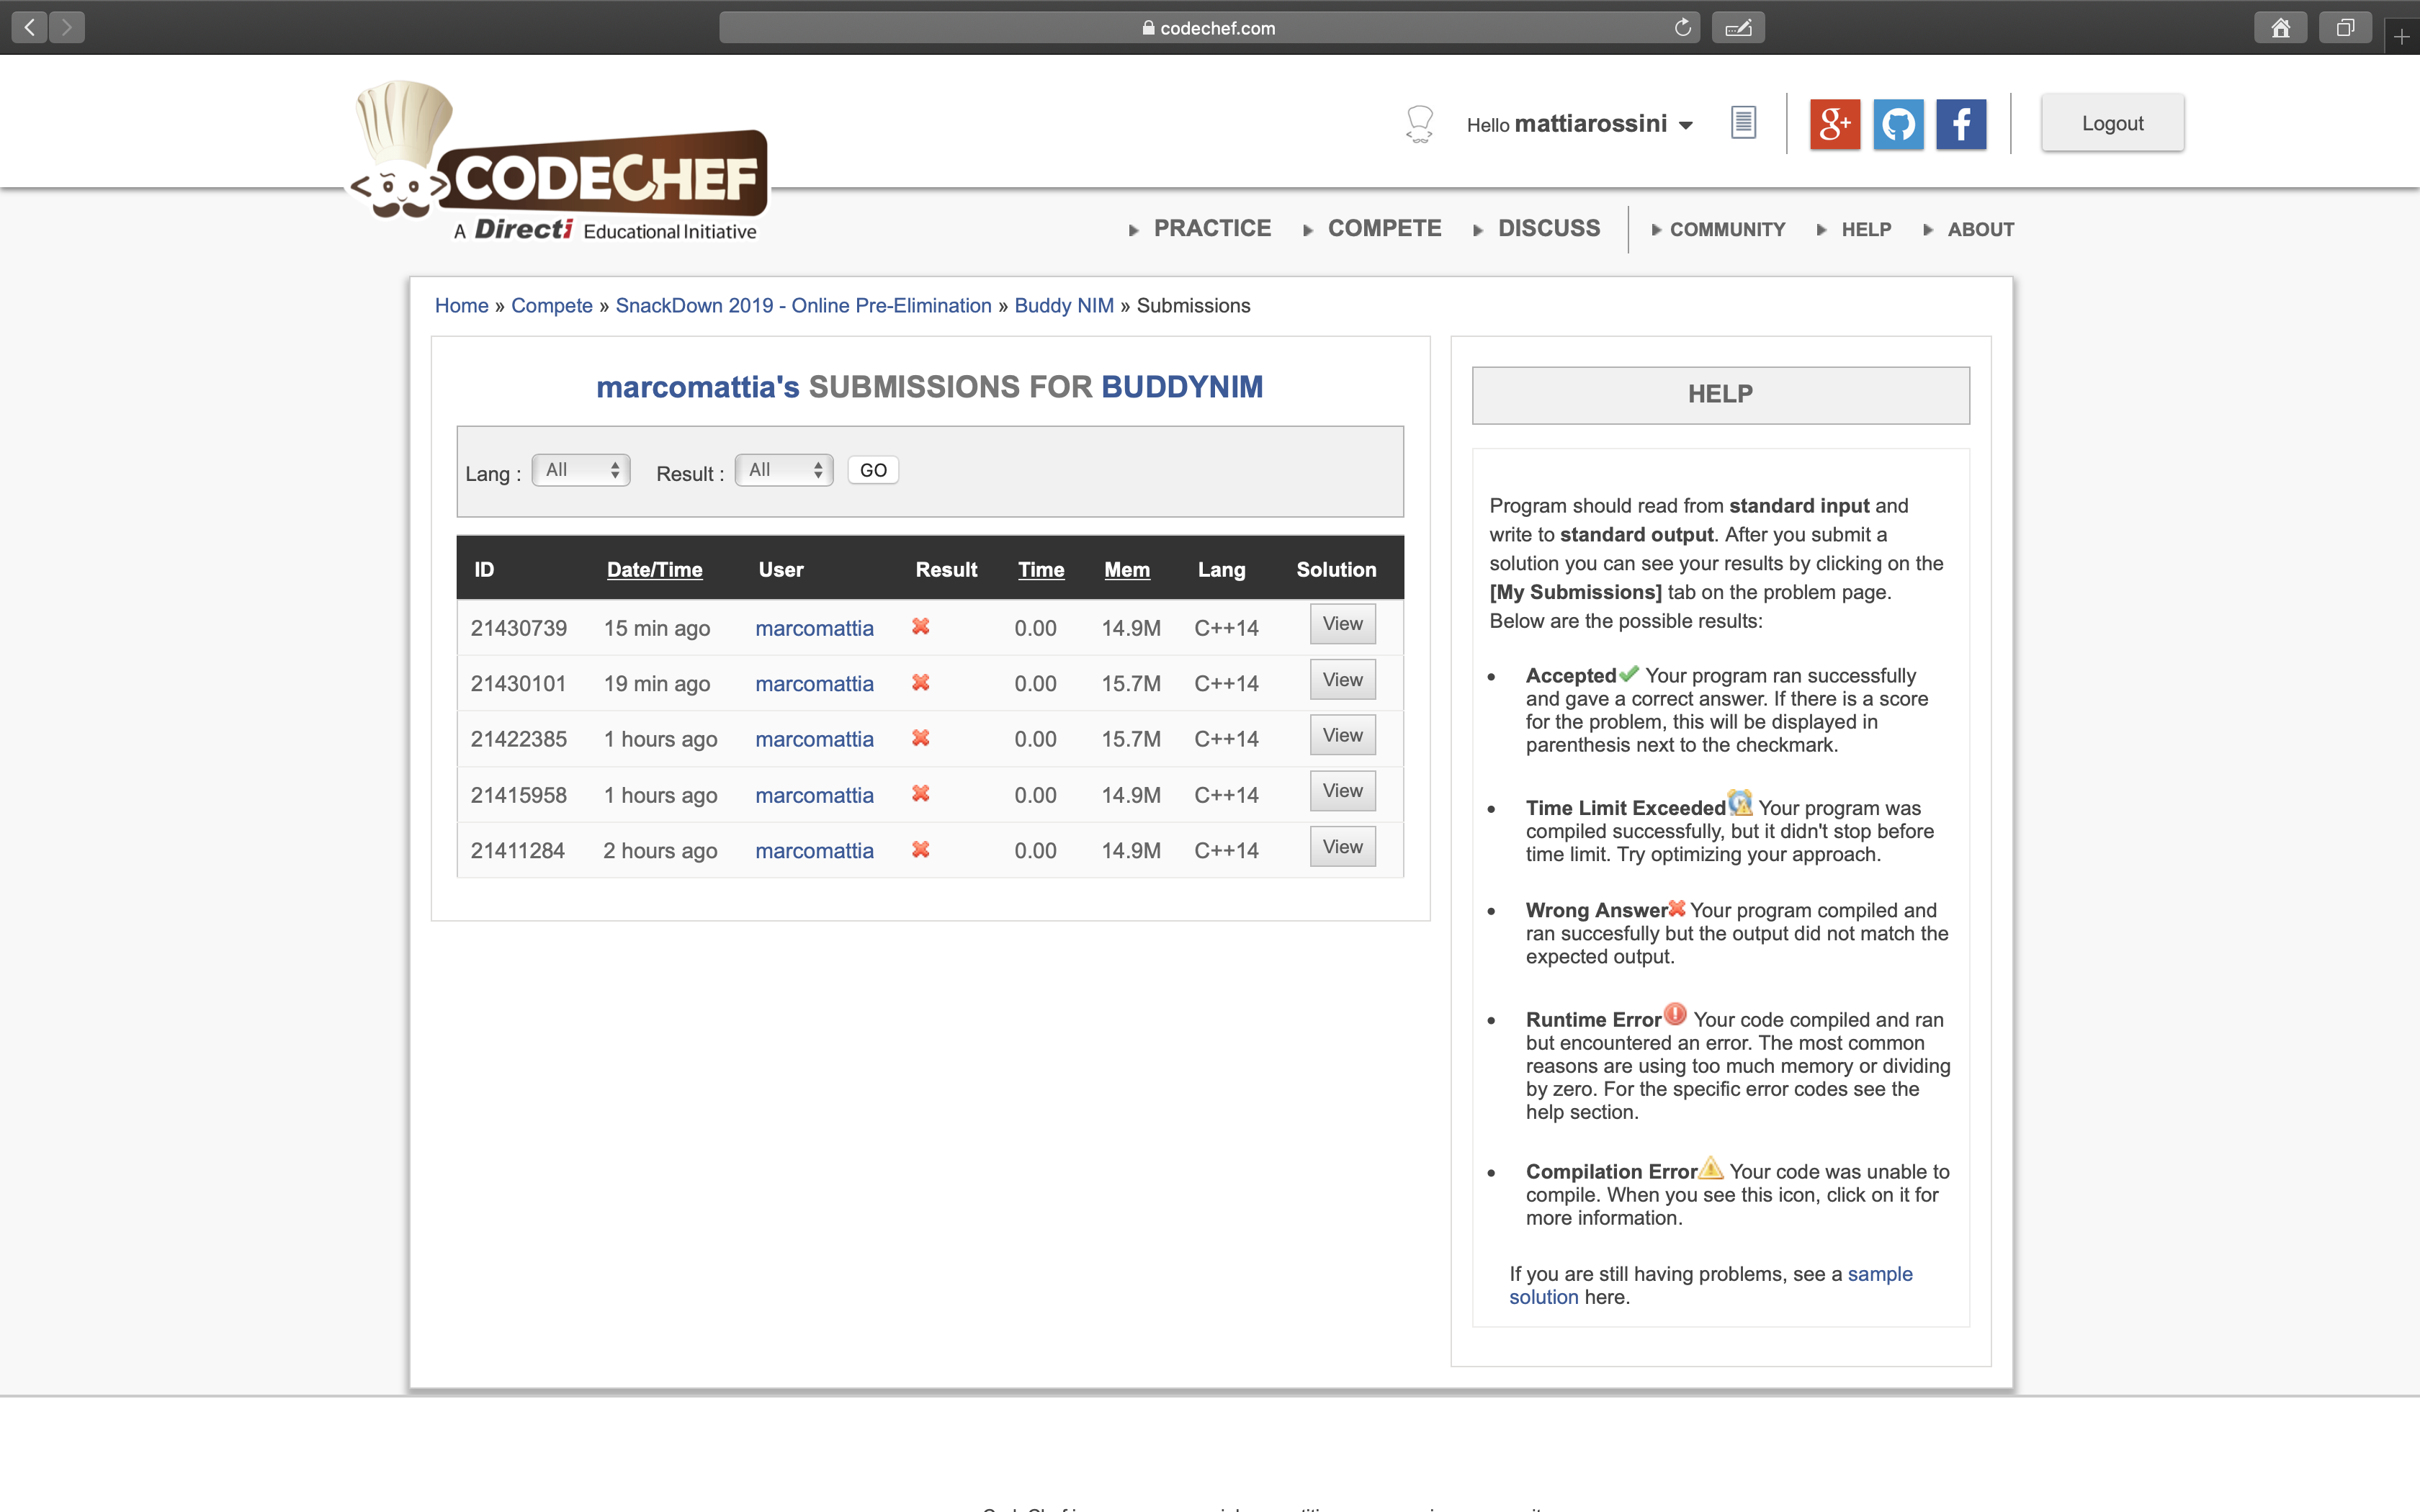 codechef.com
CODECHEF
A Directi Educational Initiative
Hello mattiarossini
g+
f
Logout
PRACTICE COMPETE DISCUSS COMMUNITY HELP ABOUT
Home » Compete » SnackDown 2019 - Online Pre-Elimination » Buddy NIM » Submissions
marcomattia's SUBMISSIONS FOR BUDDYNIM
Lang : All Result : All GO
ID Date/Time User Result Time Mem Lang Solution
21430739 15 min ago marcomattia 0.00 14.9M C++14 View
21430101 19 min ago marcomattia 0.00 15.7M C++14 View
21422385 1 hours ago marcomattia 0.00 15.7M C++14 View
21415958 1 hours ago marcomattia 0.00 14.9M C++14 View
21411284 2 hours ago marcomattia 0.00 14.9M C++14 View
HELP
Program should read from standard input and
write to standard output. After you submit a
solution you can see your results by clicking on the
[My Submissions] tab on the problem page.
Below are the possible results:
• Accepted Your program ran successfully
and gave a correct answer. If there is a score
for the problem, this will be displayed in
parenthesis next to the checkmark.
• Time Limit Exceeded Your program was
compiled successfully, but it didn't stop before
time limit. Try optimizing your approach.
• Wrong Answer Your program compiled and
ran succesfully but the output did not match the
expected output.
• Runtime Error Your code compiled and ran
but encountered an error. The most common
reasons are using too much memory or dividing
by zero. For the specific error codes see the
help section.
• Compilation Error Your code was unable to
compile. When you see this icon, click on it for
more information.
If you are still having problems, see a sample
solution here.